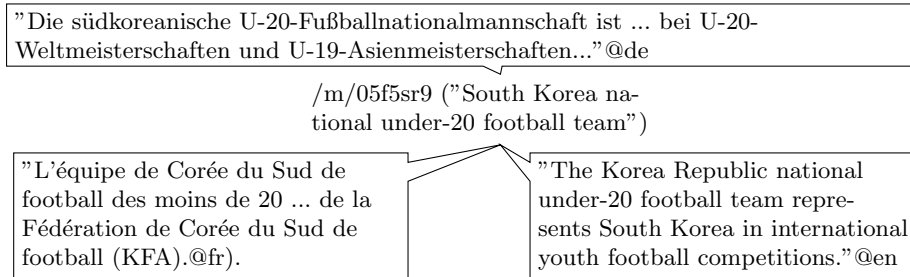 "Die südkoreanische U-20-Fußballnationalmannschaft ist ... bei U-20-
Weltmeisterschaften und U-19-Asienmeisterschaften..."@de
/m/05f5sr9 ("South Korea na-
tional under-20 football team")
"L'équipe de Corée du Sud de
football des moins de 20 ... de la
Fédération de Corée du Sud de
football (KFA).@fr).
"The Korea Republic national
under-20 football team repre-
sents South Korea in international
youth football competitions."@en